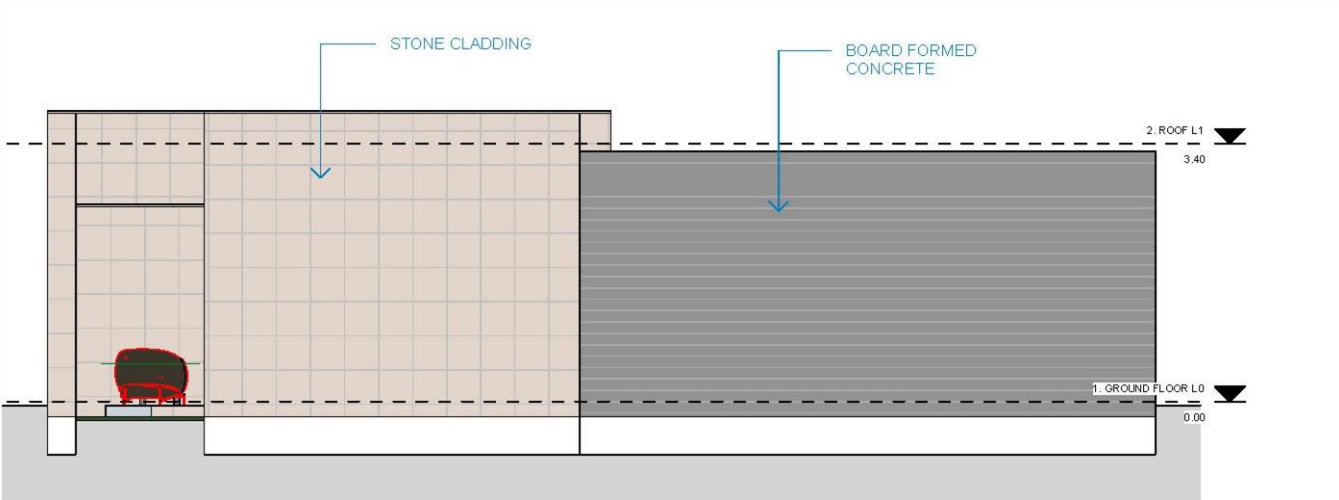 STONE CLADDING
BOARD FORMED
CONCRETE
2. ROOF L1
3.40
1. GROUND FLOOR L0
0.00